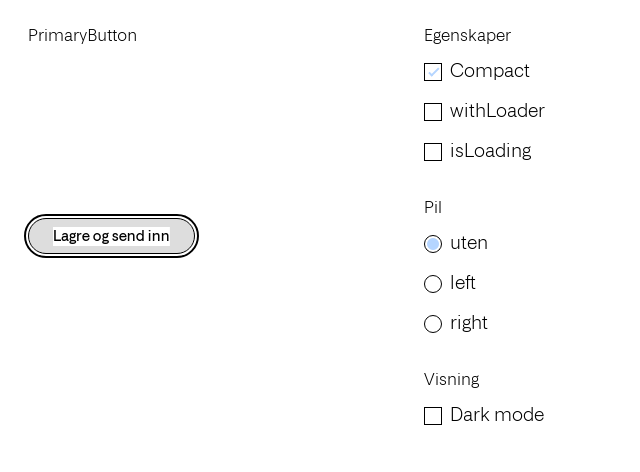 PrimaryButton
Lagre og send inn
Egenskaper
Compact
withLoader
isLoading
Pil
uten
left
right
Visning
Dark mode